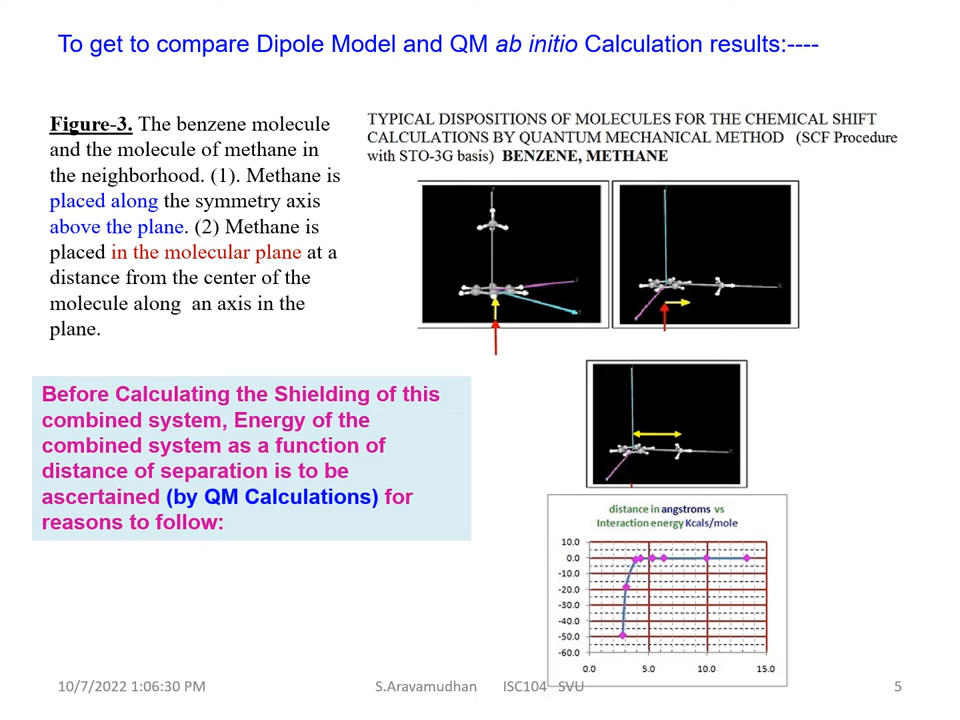 To get to compare Dipole Model and QM ab initio Calculation results:----
Figure-3. The benzene molecule
and the molecule of methane in
the neighborhood. (1). Methane is
placed along the symmetry axis
above the plane. (2) Methane is
placed in the molecular plane at a
distance from the center of the
molecule along an axis in the
plane.
TYPICAL DISPOSITIONS OF MOLECULES FOR THE CHEMICAL SHIFT
CALCULATIONS BY QUANTUM MECHANICAL METHOD (SCF Procedure
with STO-3G basis) BENZENE, METHANE
Before Calculating the Shielding of this
combined system, Energy of the
combined system as a function of
distance of separation is to be
ascertained (by QM Calculations) for
reasons to follow:
distance in angstroms vs
Interaction energy Kcals/mole
10.0
0.0
-10.0
-20.0
-30.0
-40.0
-50.0
-60.0
0.0 5.0 10.0 15.0
10/7/2022 1:06:30 PM S.Aravamudhan ISC104 SVU 5